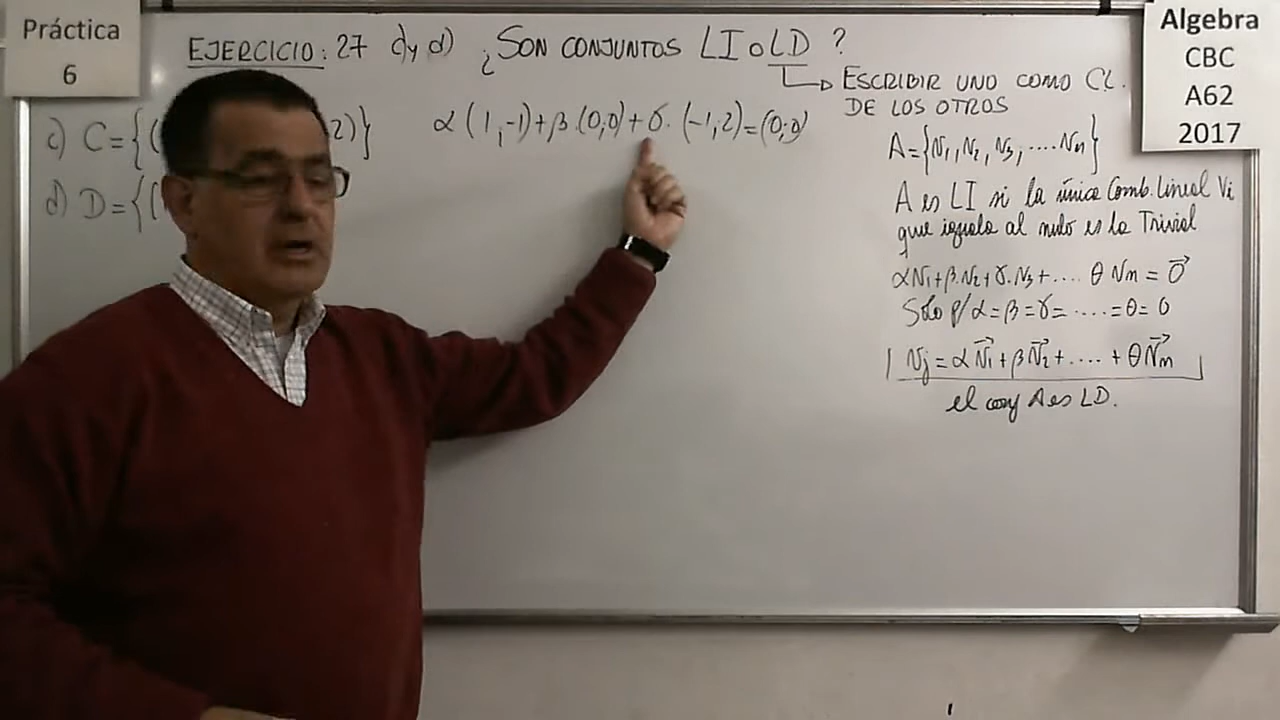 Práctica
6
EJERCICIO: 27 c) y d) ¿SON CONJUNTOS LI o LD ?
ESCRIBIR UNO COMO CL.
DE LOS OTROS
Algebra
CBC
A62
2017
c) C={( 2)}
d) D={(
α(1,-1)+β.(0,0)+γ.(-1,2)=(0;0)
A={V1,V2,V3,....Vn}
A es LI si la única Comb. Lineal Vi
que iguala al nulo es la Trivial
αV1+β.V2+γ.V3+.... θ Vn = 0⃗
Sólo P/ α=β=γ=.....=θ=0
Vj=αV⃗1+βV⃗2+....+θV⃗n
el conj A es LD.